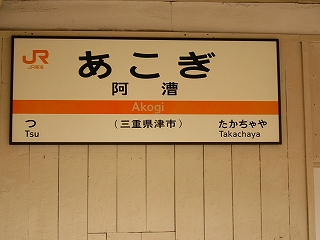 JR
JR東海
あこぎ
阿漕
Akogi
(三重県津市)
つ
Tsu
たかちゃや
Takachaya